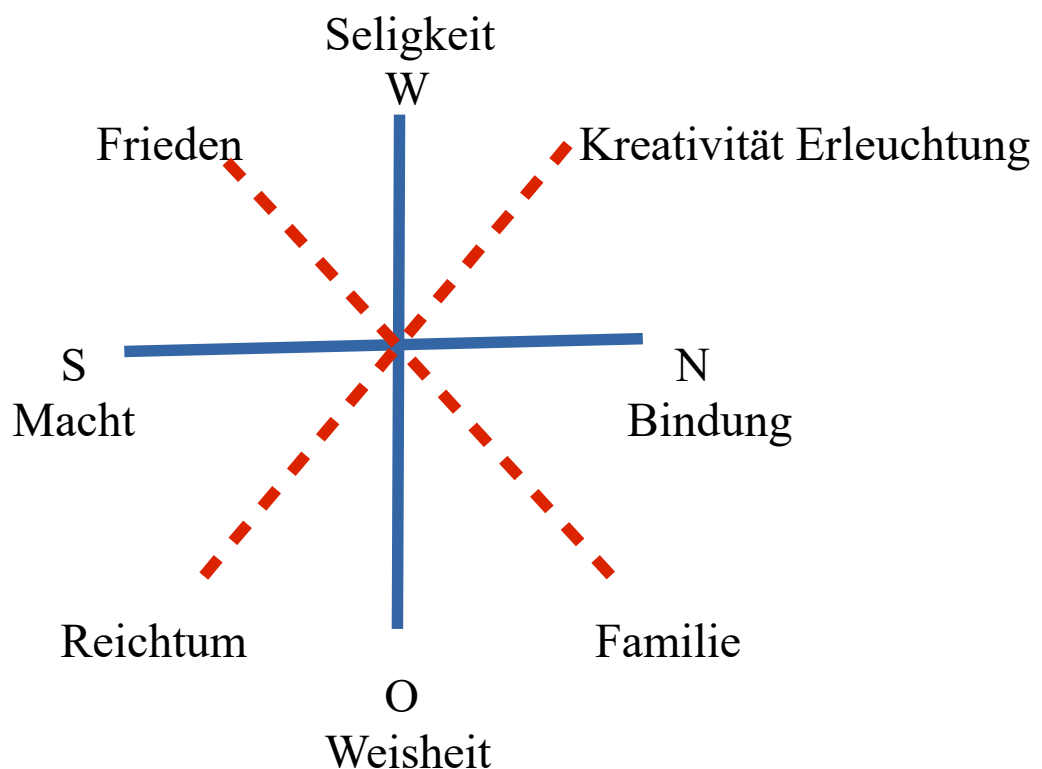 Seligkeit
W
Frieden
Kreativität Erleuchtung
S
Macht
N
Bindung
Reichtum
Familie
O
Weisheit